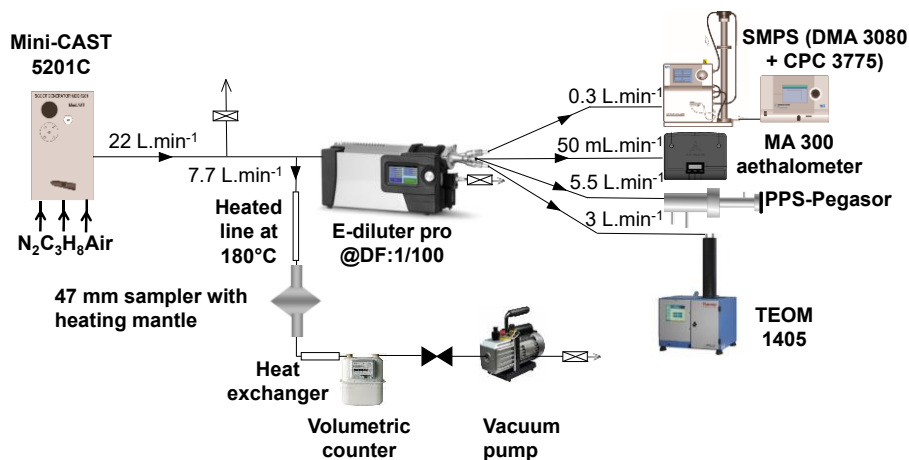 Mini-CAST
5201C
22 L.min-1
N2C3H8Air
7.7 L.min-1
Heated
line at
180°C
47 mm sampler with
heating mantle
Heat
exchanger
Volumetric
counter
Vacuum
pump
E-diluter pro
@DF:1/100
SMPS (DMA 3080
+ CPC 3775)
0.3 L.min-1
50 mL.min-1
MA 300
aethalometer
5.5 L.min-1
PPS-Pegasor
3 L.min-1
TEOM
1405